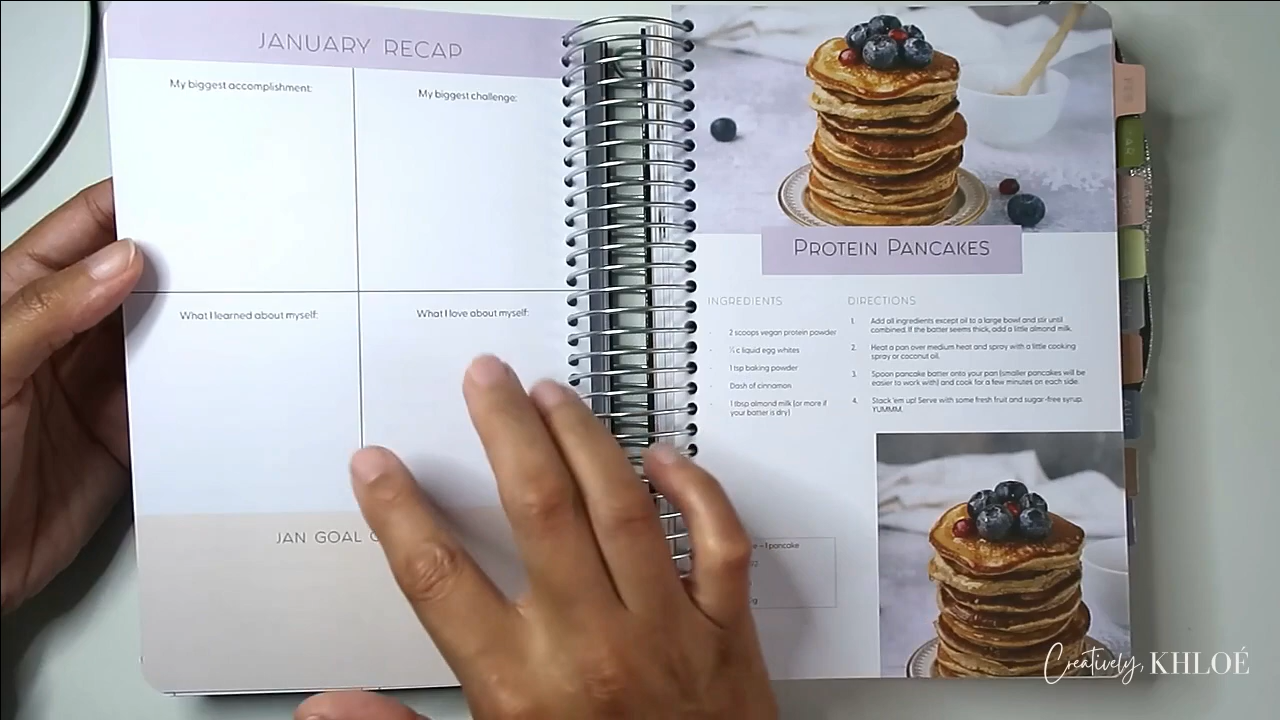 JANUARY RECAP
My biggest accomplishment:
My biggest challenge:
What I learned about myself:
What I love about myself:
JAN GOAL
PROTEIN PANCAKES
INGREDIENTS
- 2 scoops vegan protein powder
- ½ c liquid egg whites
- 1 tsp baking powder
- Dash of cinnamon
- 1 tbsp almond milk (or more if
your batter is dry)
DIRECTIONS
1. Add all ingredients except oil to a large bowl and stir until
combined. If the batter seems thick, add a little almond milk.
2. Heat a pan over medium heat and spray with a little cooking
spray or coconut oil.
3. Spoon pancake batter onto your pan (smaller pancakes will be
easier to work with) and cook for a few minutes on each side.
4. Stack 'em up! Serve with some fresh fruit and sugar-free syrup.
YUMMM.
– 1 pancake
FEB
AUG
Creatively, KHLOÉ